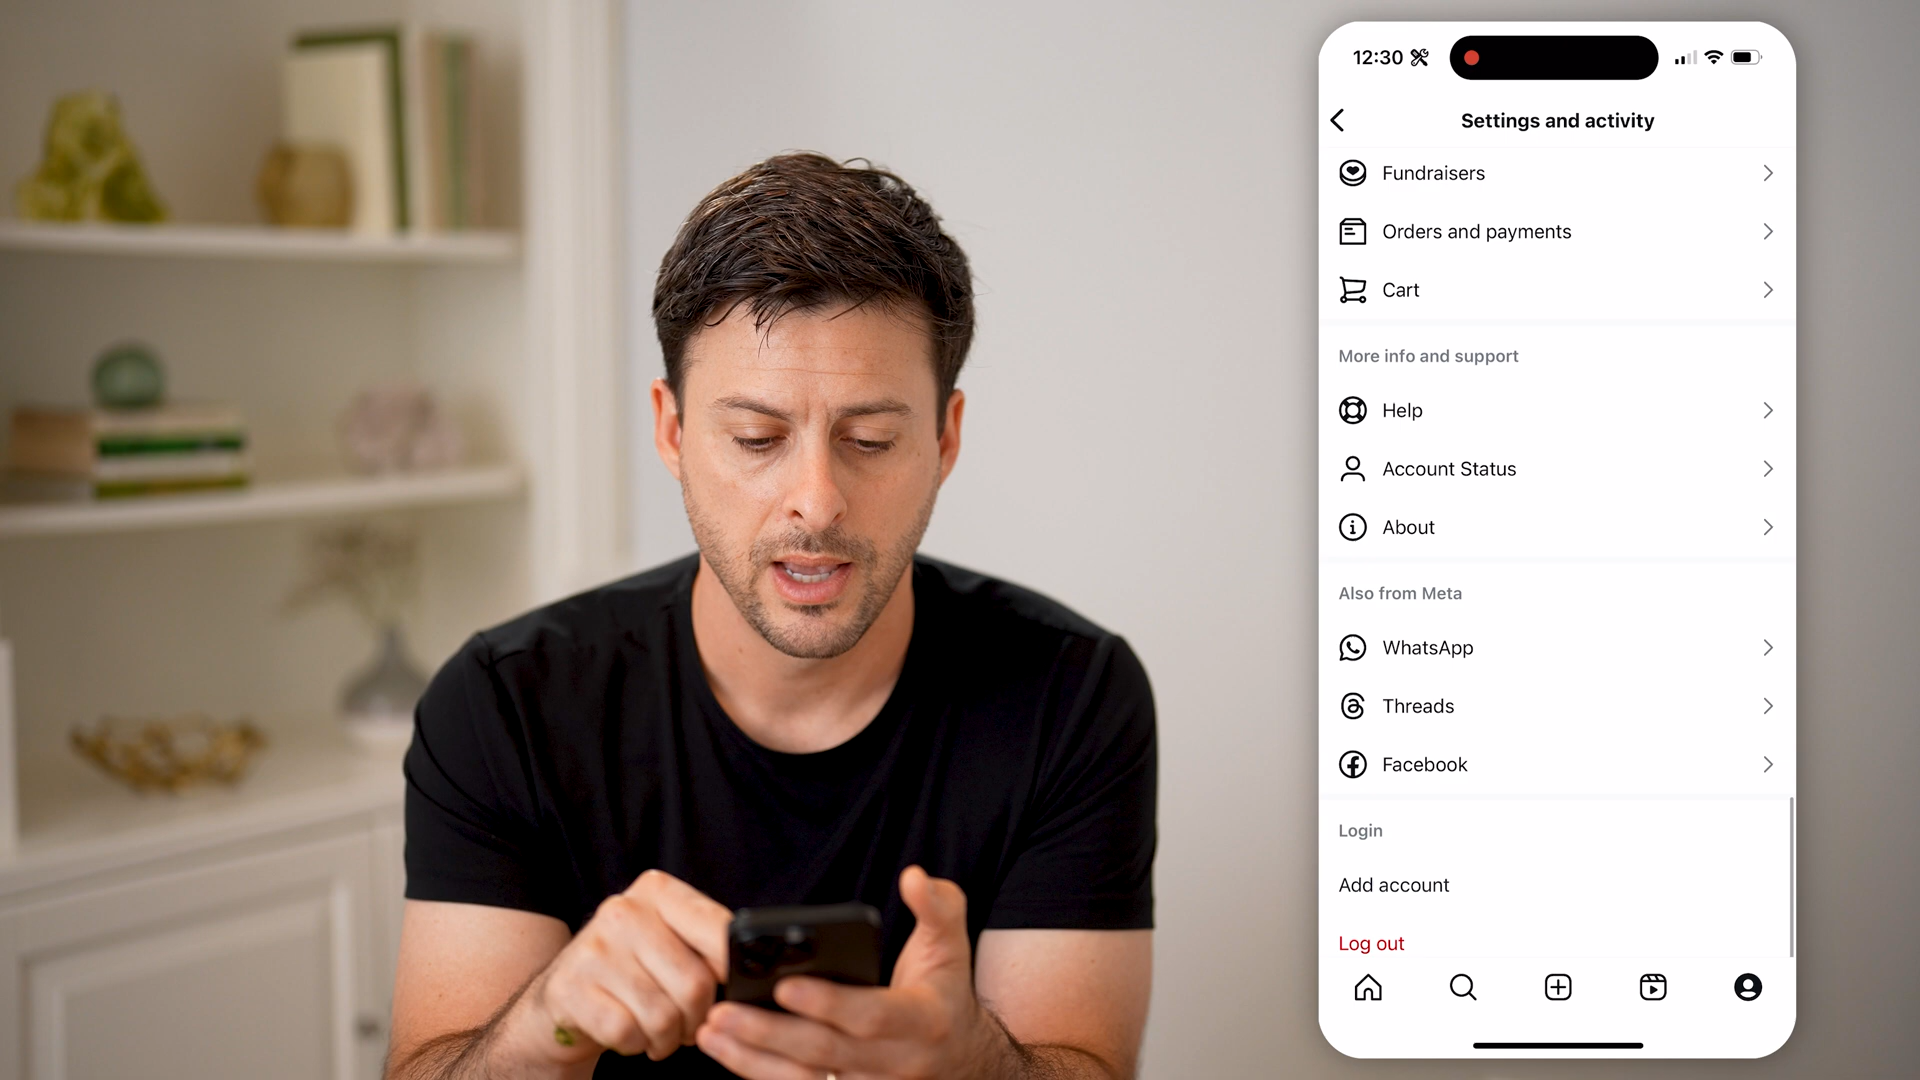 12:30
Settings and activity
Fundraisers
Orders and payments
Cart
More info and support
Help
Account Status
About
Also from Meta
WhatsApp
Threads
Facebook
Login
Add account
Log out